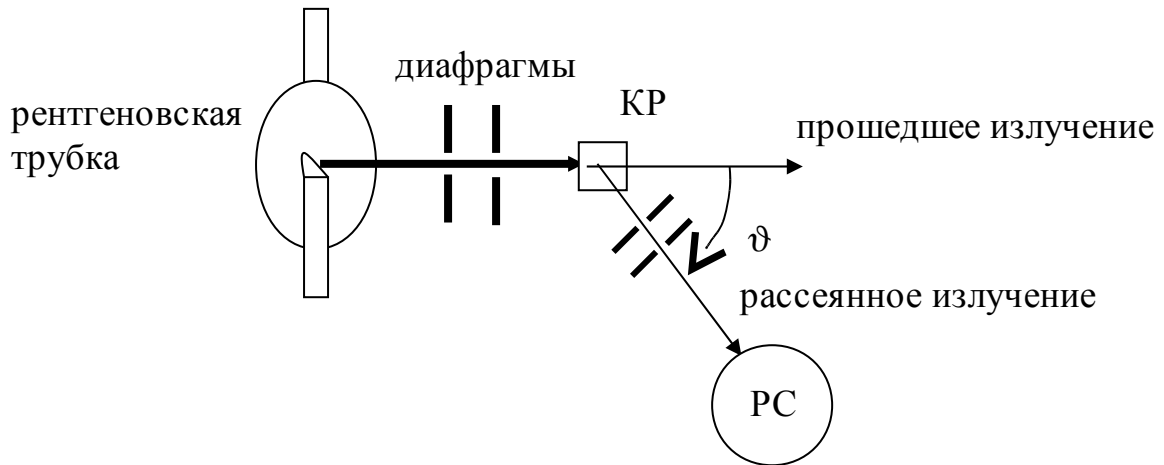 диафрагмы
рентгеновская
трубка
КР
прошедшее излучение
ϑ
рассеянное излучение
РС